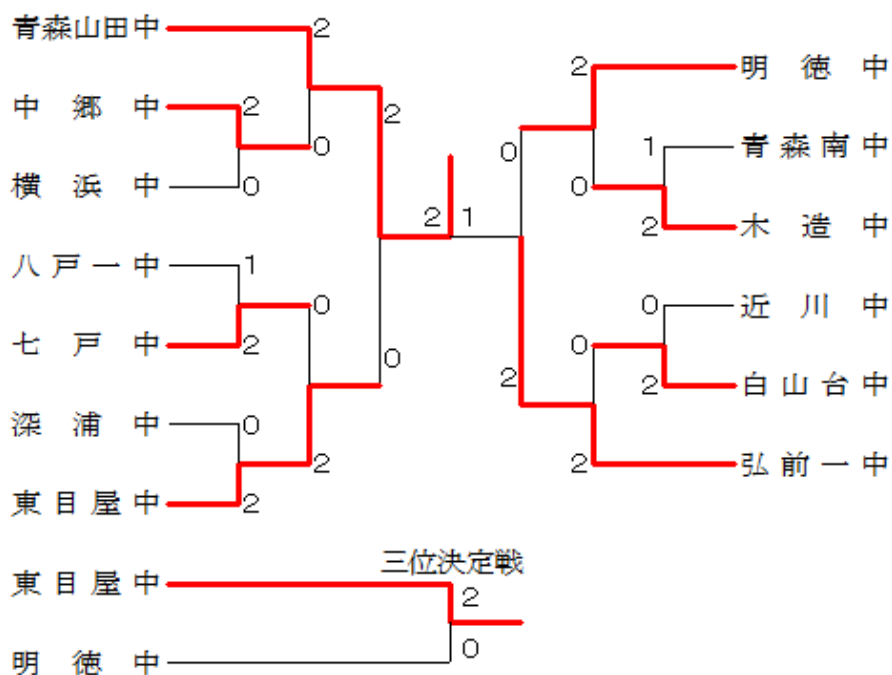 青森山田中
2
中郷中
2
0
横浜中
0
2
八戸一中
1
0
七戸中
2
0
深浦中
0
2
東目屋中
2
2
1
明徳中
2
0
青森南中
1
0
木造中
2
近川中
0
0
白山台中
2
2
弘前一中
2
三位決定戦
東目屋中
2
明徳中
0